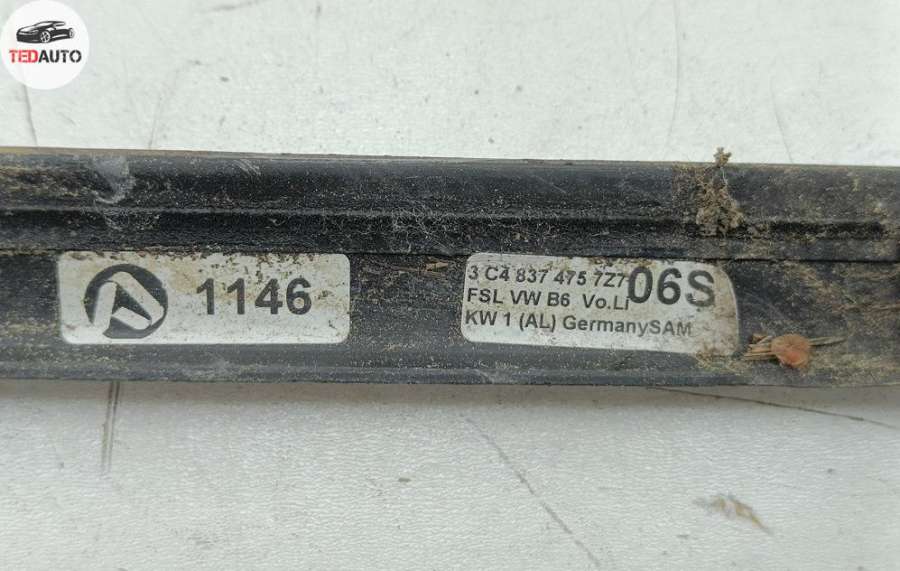 TEDAUTO
1146
3 C4 837 475 7Z7 06S
FSL VW B6 Vo.Li
KW 1 (AL) GermanySAM